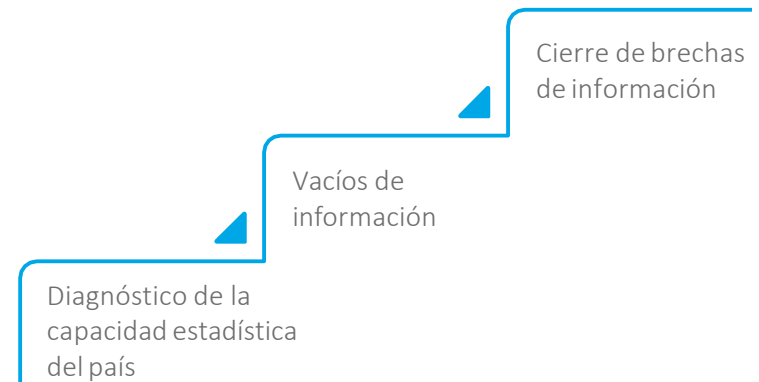 Cierre de brechas
de información
Vacíos de
información
Diagnóstico de la
capacidad estadística
del país